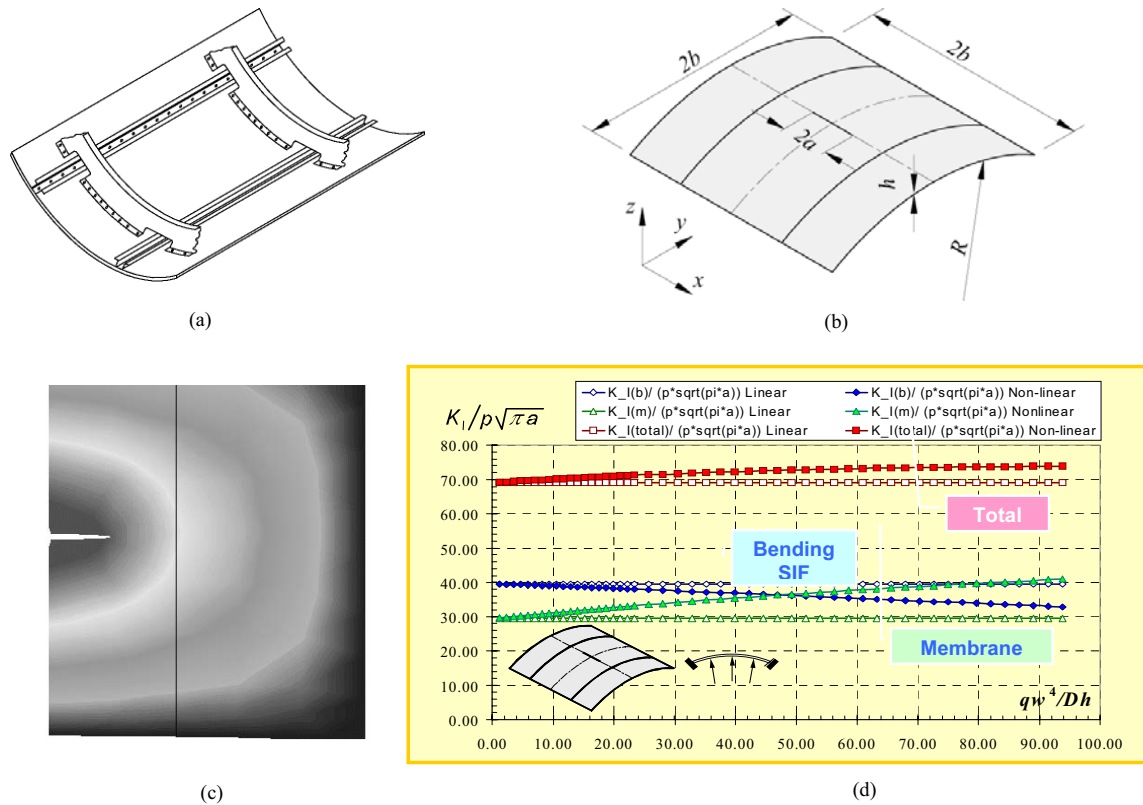 (a)
2b
2b
2a
h
R
z
y
x
(b)
(c)
K_I(b)/ (p*sqrt(pi*a)) Linear
K_I(b)/ (p*sqrt(pi*a)) Non-linear
K_I(m)/ (p*sqrt(pi*a)) Linear
K_I(m)/ (p*sqrt(pi*a)) Nonlinear
K_I(total)/ (p*sqrt(pi*a)) Linear
K_I(total)/ (p*sqrt(pi*a)) Non-linear
K_I/p√πa
80.00
70.00
60.00
50.00
40.00
30.00
20.00
10.00
0.00
Total
Bending
SIF
Membrane
qw⁴/Dh
0.00 10.00 20.00 30.00 40.00 50.00 60.00 70.00 80.00 90.00 100.00
(d)